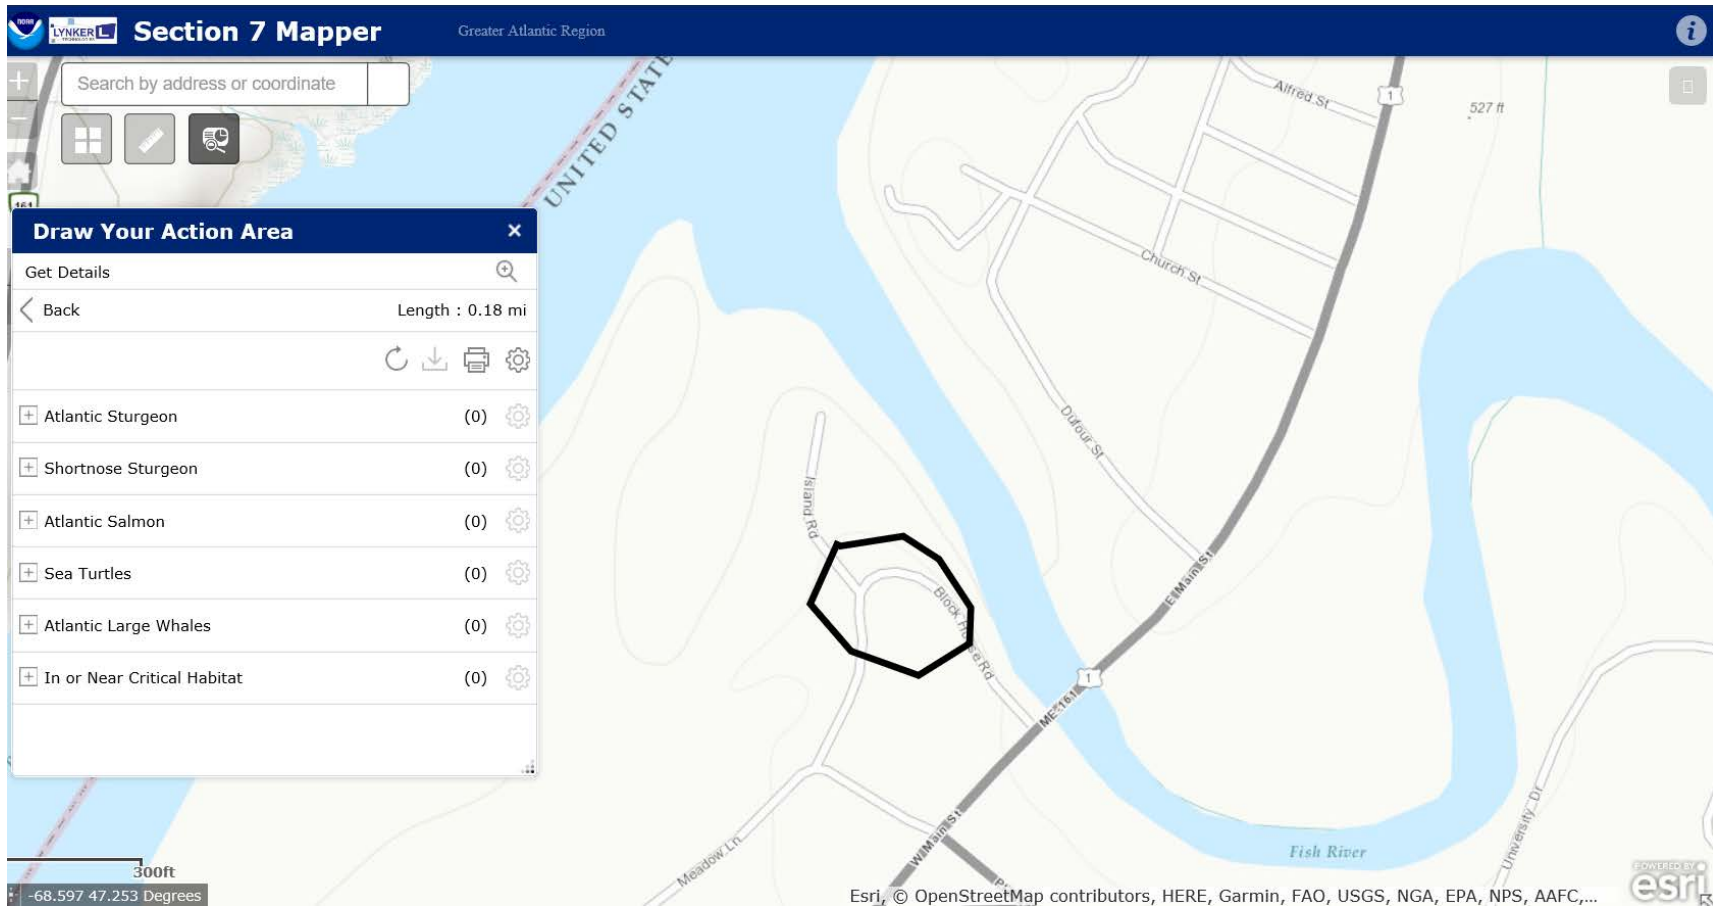 NOAA
LYNKER
Section 7 Mapper
Greater Atlantic Region
i
Search by address or coordinate
161
UNITED STATE
Alfred St
1
527 ft
Church St
Draw Your Action Area
×
Get Details
Back
Length : 0.18 mi
Atlantic Sturgeon (0)
Shortnose Sturgeon (0)
Atlantic Salmon (0)
Sea Turtles (0)
Atlantic Large Whales (0)
In or Near Critical Habitat (0)
Dufour St
Island Rd
Block House Rd
E Main St
1
ME-161
W Main St
Meadow Ln
University Dr
Fish River
300ft
-68.597 47.253 Degrees
Esri, © OpenStreetMap contributors, HERE, Garmin, FAO, USGS, NGA, EPA, NPS, AAFC,...
POWERED BY
esri